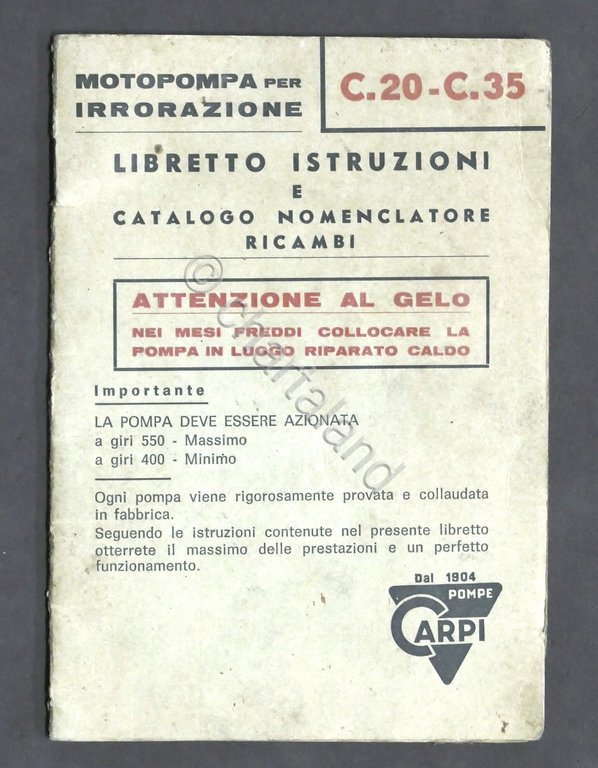 MOTOPOMPA PER
IRRORAZIONE
C.20-C.35
LIBRETTO ISTRUZIONI
E
CATALOGO NOMENCLATORE
RICAMBI
ATTENZIONE AL GELO
NEI MESI FREDDI COLLOCARE LA
POMPA IN LUOGO RIPARATO CALDO
Importante
LA POMPA DEVE ESSERE AZIONATA
a giri 550 - Massimo
a giri 400 - Minimo
Ogni pompa viene rigorosamente provata e collaudata
in fabbrica.
Seguendo le istruzioni contenute nel presente libretto
otterrete il massimo delle prestazioni e un perfetto
funzionamento.
Dal 1904
POMPE
CARPI
© chartaland